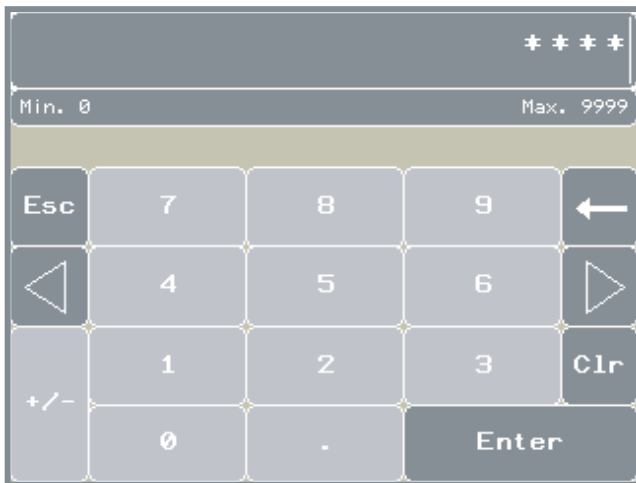 ****
Min. 0 Max. 9999
Esc 7 8 9
4 5 6
1 2 3 Clr
+/-
0 . Enter